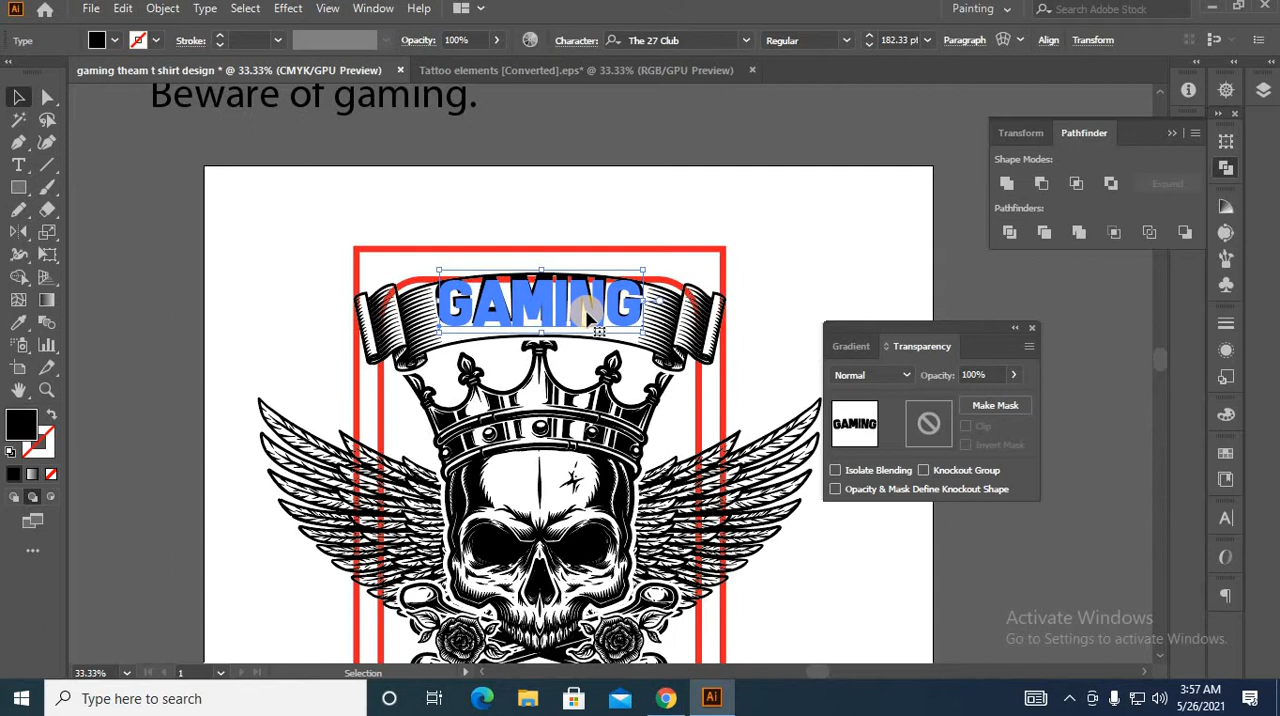 Ai
File Edit Object Type Select Effect View Window Help
Painting
Search Adobe Stock
Type
Stroke:
Opacity: 100%
Character: The 27 Club
Regular
182.33 pt
Paragraph
Align
Transform
gaming theam t shirt design * @ 33.33% (CMYK/GPU Preview)
Tattoo elements [Converted].eps* @ 33.33% (RGB/GPU Preview)
Beware of gaming.
Transform Pathfinder
Shape Modes:
Expand
Pathfinders:
GAMING
Gradient Transparency
Normal
Opacity: 100%
GAMING
Make Mask
Clip
Invert Mask
Isolate Blending Knockout Group
Opacity & Mask Define Knockout Shape
Activate Windows
Go to Settings to activate Windows.
33.33%
1
Selection
Type here to search
Ai
3:57 AM
5/26/2021